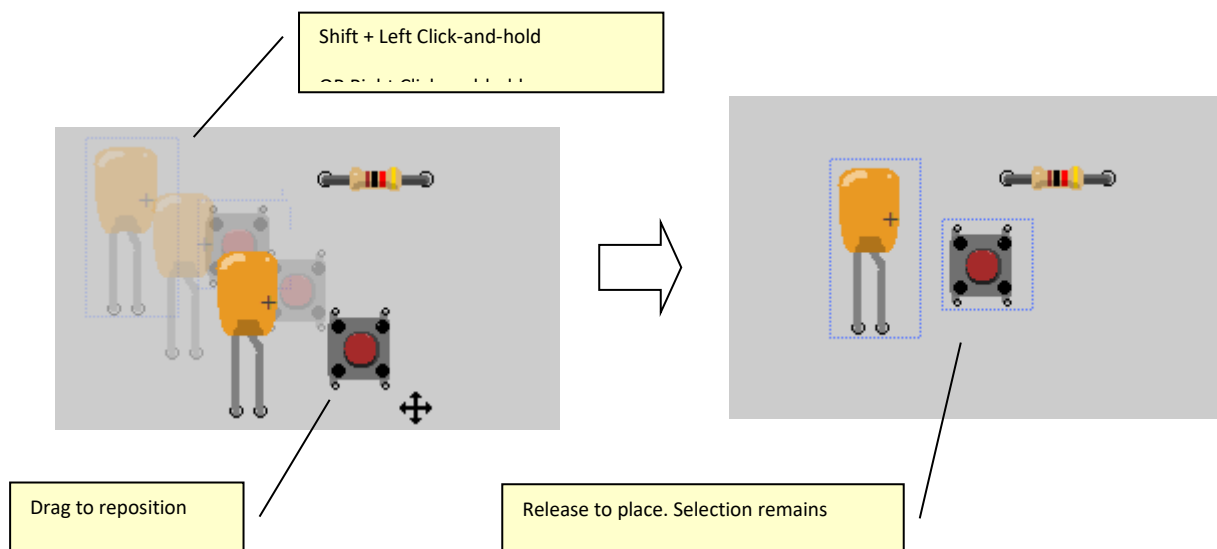 Shift + Left Click-and-hold
Drag to reposition
Release to place. Selection remains